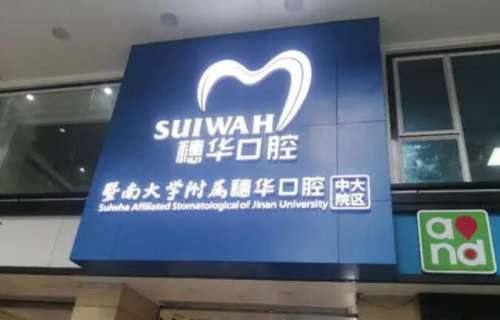 SUIWAH
穗华口腔
暨南大学附属穗华口腔 中大院区
Suiwha Affiliated Stomatological of Jinan University
a nd